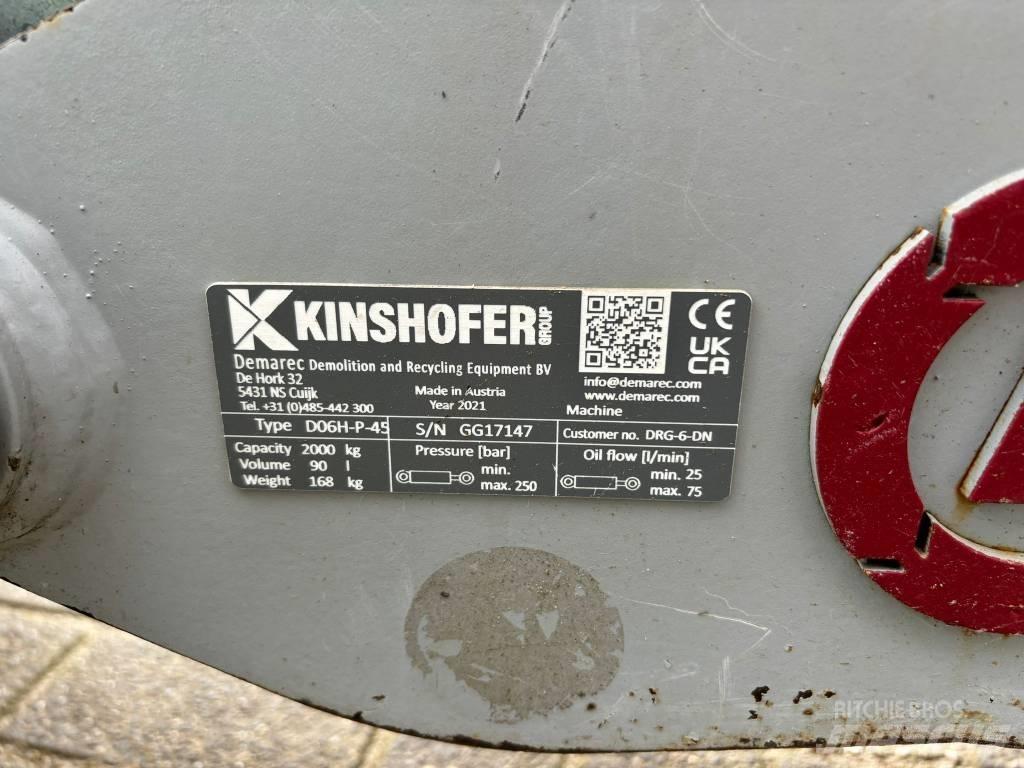 KINSHOFER GROUP
Demarec Demolition and Recycling Equipment BV
De Hork 32
5431 NS Cuijk
Tel. +31 (0)485-442 300
Made in Austria
Year 2021
info@demarec.com
www.demarec.com
Machine
CE
UK
CA
Type D06H-P-45
S/N GG17147
Customer no. DRG-6-DN
Capacity 2000 kg
Volume 90 l
Weight 168 kg
Pressure [bar]
min.
max. 250
Oil flow [l/min]
min. 25
max. 75
RITCHIE BROS